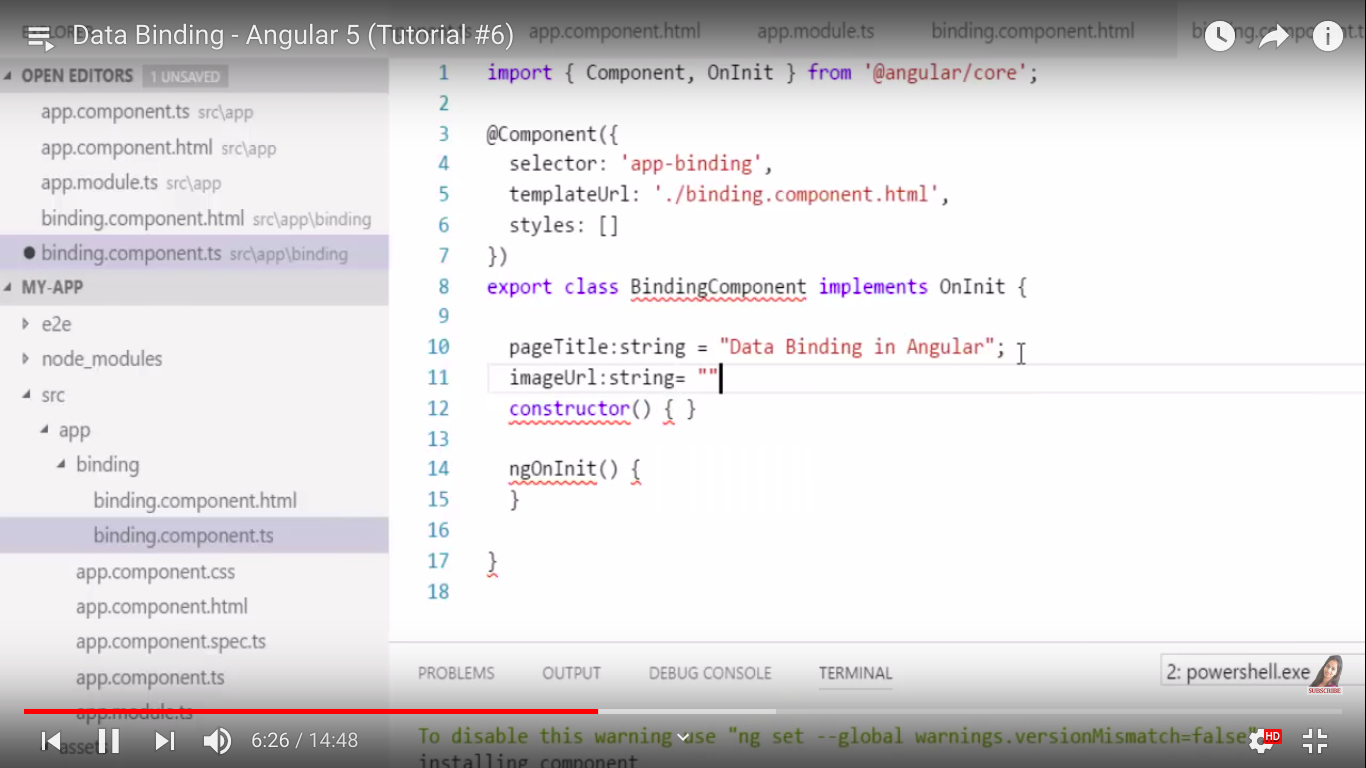 Data Binding - Angular 5 (Tutorial #6)
app.component.html
app.module.ts
binding.component.html
OPEN EDITORS 1 UNSAVED
app.component.ts src\app
app.component.html src\app
app.module.ts src\app
binding.component.html src\app\binding
binding.component.ts src\app\binding
MY-APP
e2e
node_modules
src
app
binding
binding.component.html
binding.component.ts
app.component.css
app.component.html
app.component.spec.ts
app.component.ts
app.module.ts
assets
1 import { Component, OnInit } from '@angular/core';
2
3 @Component({
4 selector: 'app-binding',
5 templateUrl: './binding.component.html',
6 styles: []
7 })
8 export class BindingComponent implements OnInit {
9
10 pageTitle:string = "Data Binding in Angular";
11 imageUrl:string= ""
12 constructor() { }
13
14 ngOnInit() {
15 }
16
17 }
18
PROBLEMS OUTPUT DEBUG CONSOLE TERMINAL 2: powershell.exe
SUBSCRIBE
To disable this warning use "ng set --global warnings.versionMismatch=false".
installing component
6:26 / 14:48
HD